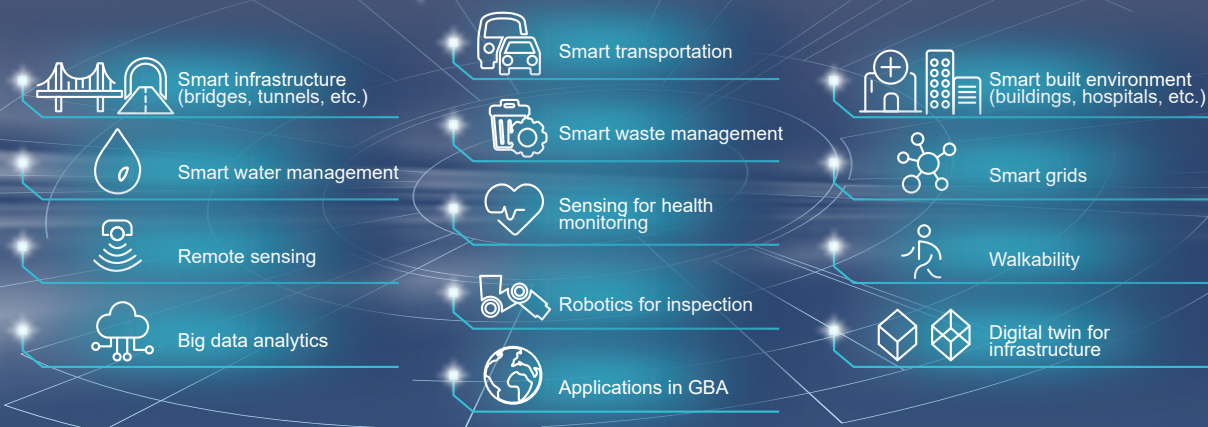 Smart infrastructure
(bridges, tunnels, etc.)
Smart water management
Remote sensing
Big data analytics
Smart transportation
Smart waste management
Sensing for health
monitoring
Robotics for inspection
Applications in GBA
Smart built environment
(buildings, hospitals, etc.)
Smart grids
Walkability
Digital twin for
infrastructure